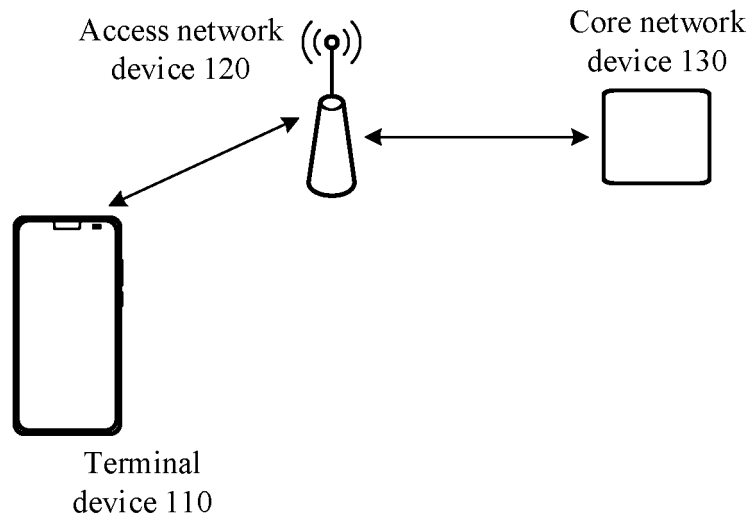 Access network
device 120
Core network
device 130
Terminal
device 110